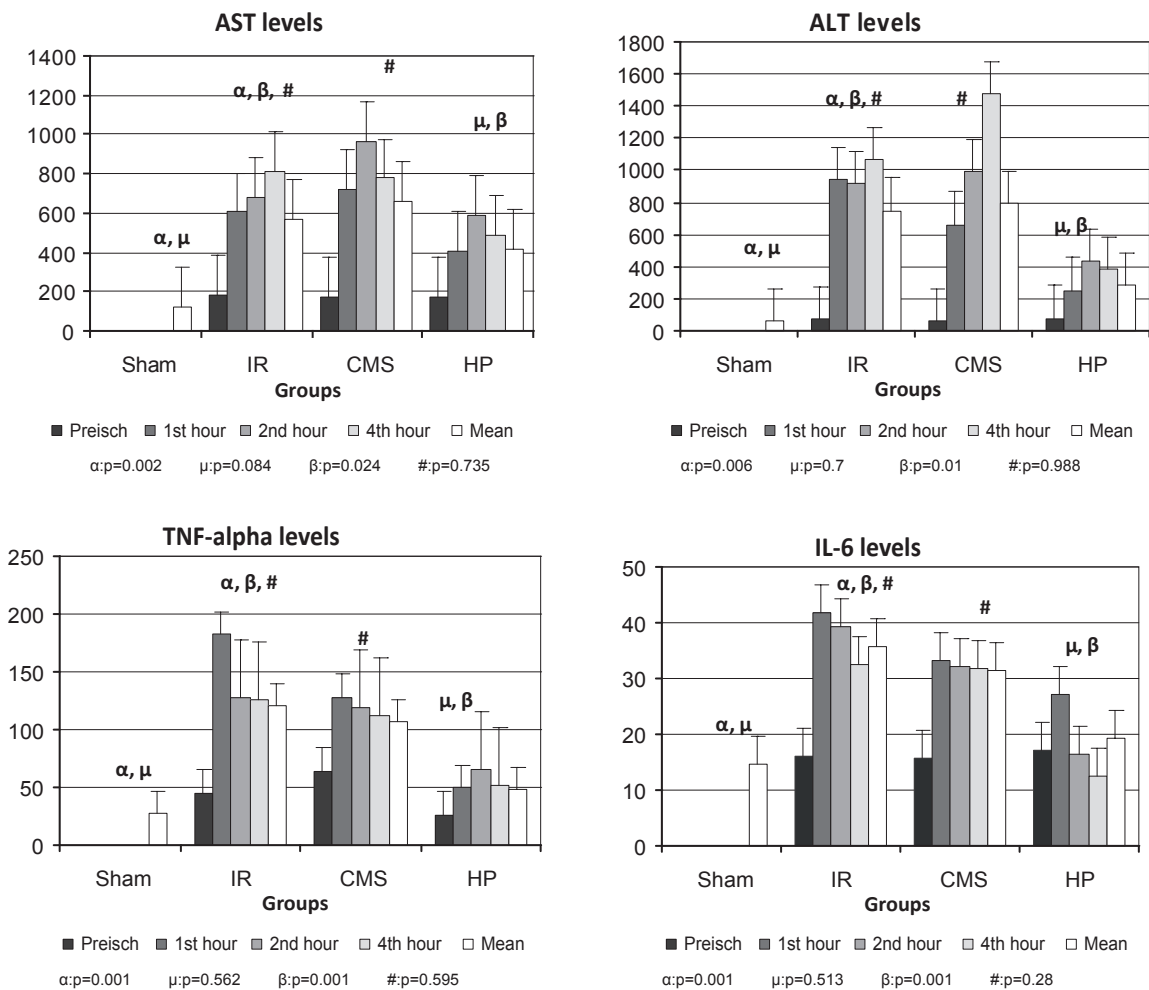 AST levels
1400
1200
1000
800
600
400
200
0
α, μ
α, β, #
#
μ, β
Sham IR CMS HP
Groups
Preisch 1st hour 2nd hour 4th hour Mean
α:p=0.002 μ:p=0.084 β:p=0.024 #:p=0.735
ALT levels
1800
1600
1400
1200
1000
800
600
400
200
0
α, μ
α, β, #
#
μ, β
Sham IR CMS HP
Groups
Preisch 1st hour 2nd hour 4th hour Mean
α:p=0.006 μ:p=0.7 β:p=0.01 #:p=0.988
TNF-alpha levels
250
200
150
100
50
0
α, μ
α, β, #
#
μ, β
Sham IR CMS HP
Groups
Preisch 1st hour 2nd hour 4th hour Mean
α:p=0.001 μ:p=0.562 β:p=0.001 #:p=0.595
IL-6 levels
50
40
30
20
10
0
α, μ
α, β, #
#
μ, β
Sham IR CMS HP
Groups
Preisch 1st hour 2nd hour 4th hour Mean
α:p=0.001 μ:p=0.513 β:p=0.001 #:p=0.28